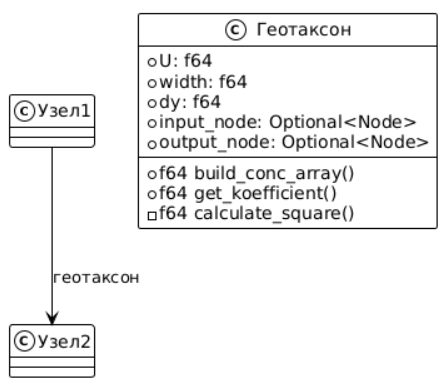 C Геотаксон
U: f64
width: f64
dy: f64
input_node: Optional<Node>
output_node: Optional<Node>
f64 build_conc_array()
f64 get_koefficient()
f64 calculate_square()
C Узел1
геотаксон
C Узел2